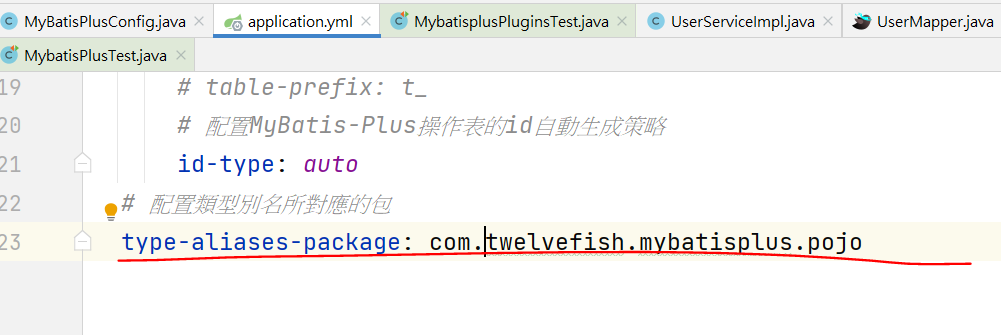 MyBatisPlusConfig.java
application.yml
MybatisplusPluginsTest.java
UserServiceImpl.java
UserMapper.java
MybatisPlusTest.java
19 # table-prefix: t_
20 # 配置MyBatis-Plus操作表的id自動生成策略
21 id-type: auto
22 # 配置類型別名所對應的包
23 type-aliases-package: com.twelvefish.mybatisplus.pojo